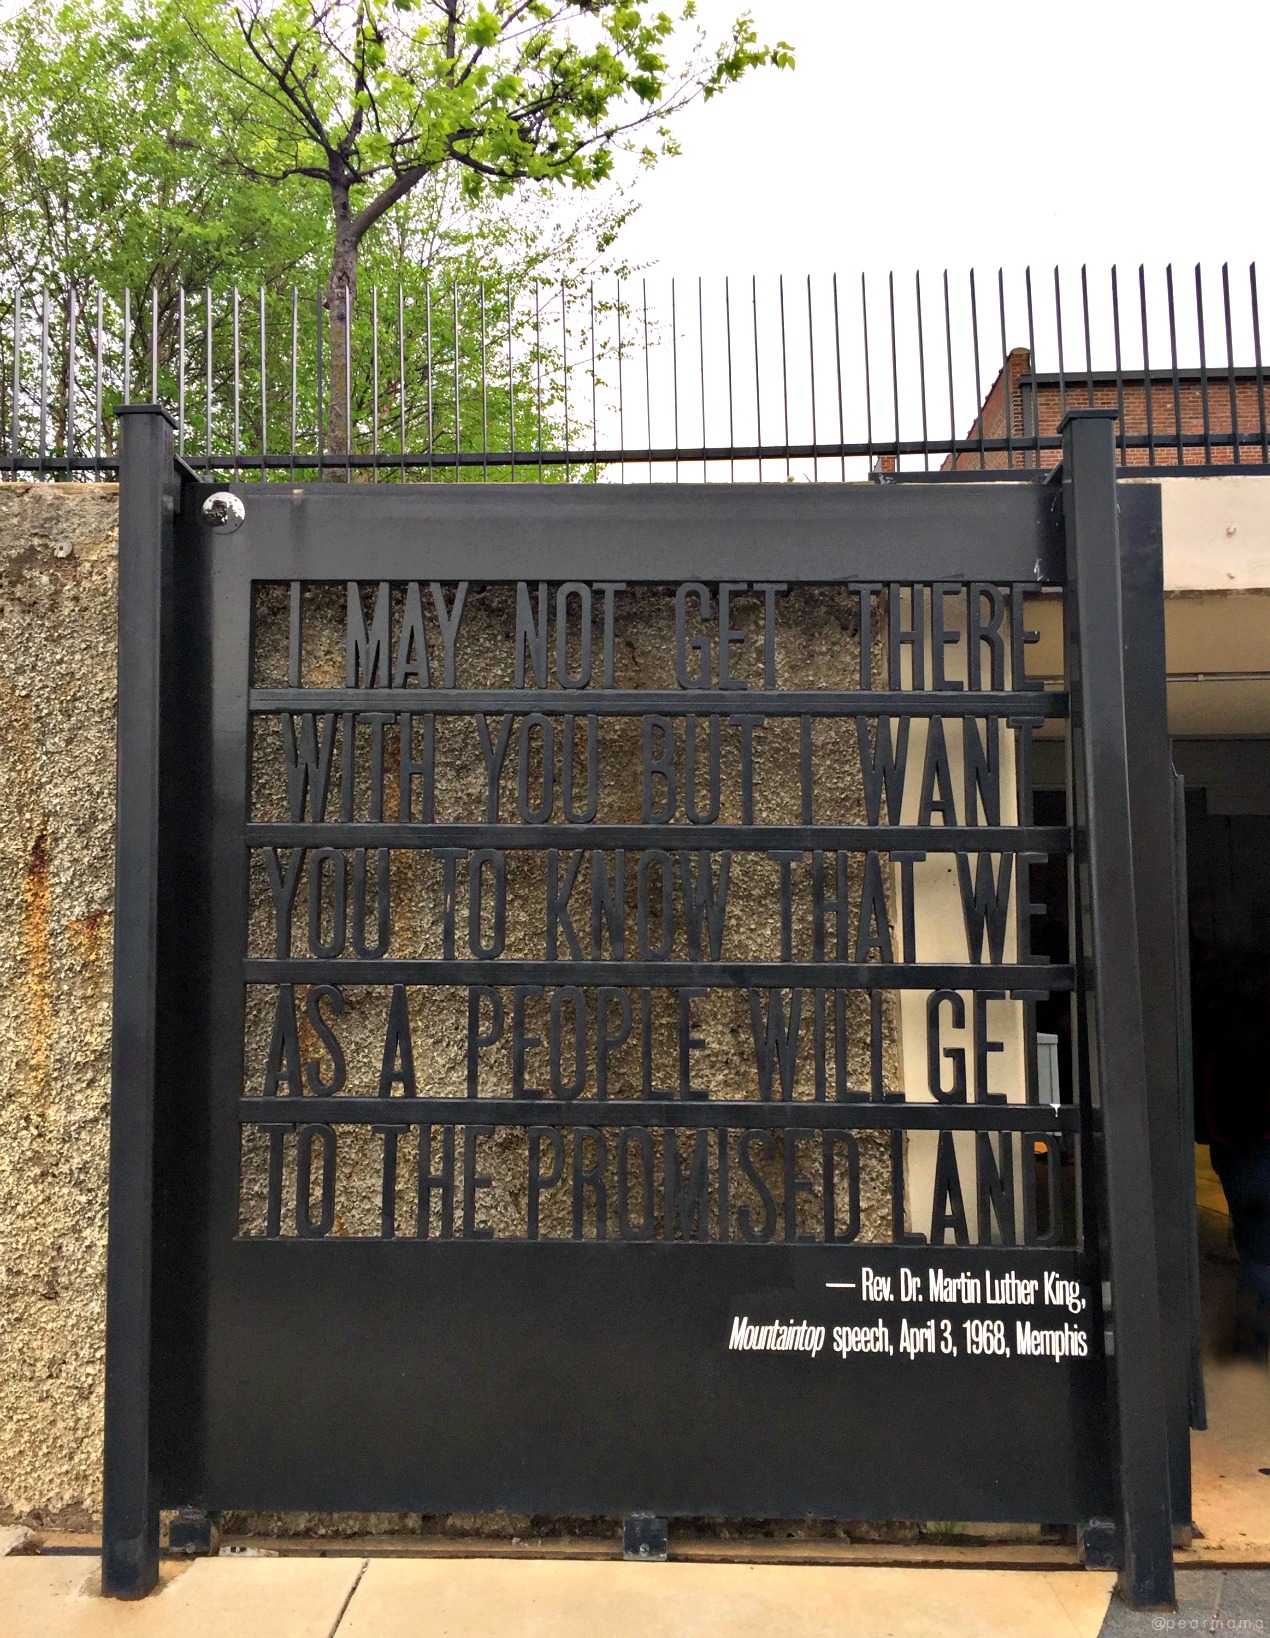 I MAY NOT GET THERE
WITH YOU BUT I WANT
YOU TO KNOW THAT WE
AS A PEOPLE WILL GET
TO THE PROMISED LAND
— Rev. Dr. Martin Luther King,
Mountaintop speech, April 3, 1968, Memphis
@pearmama